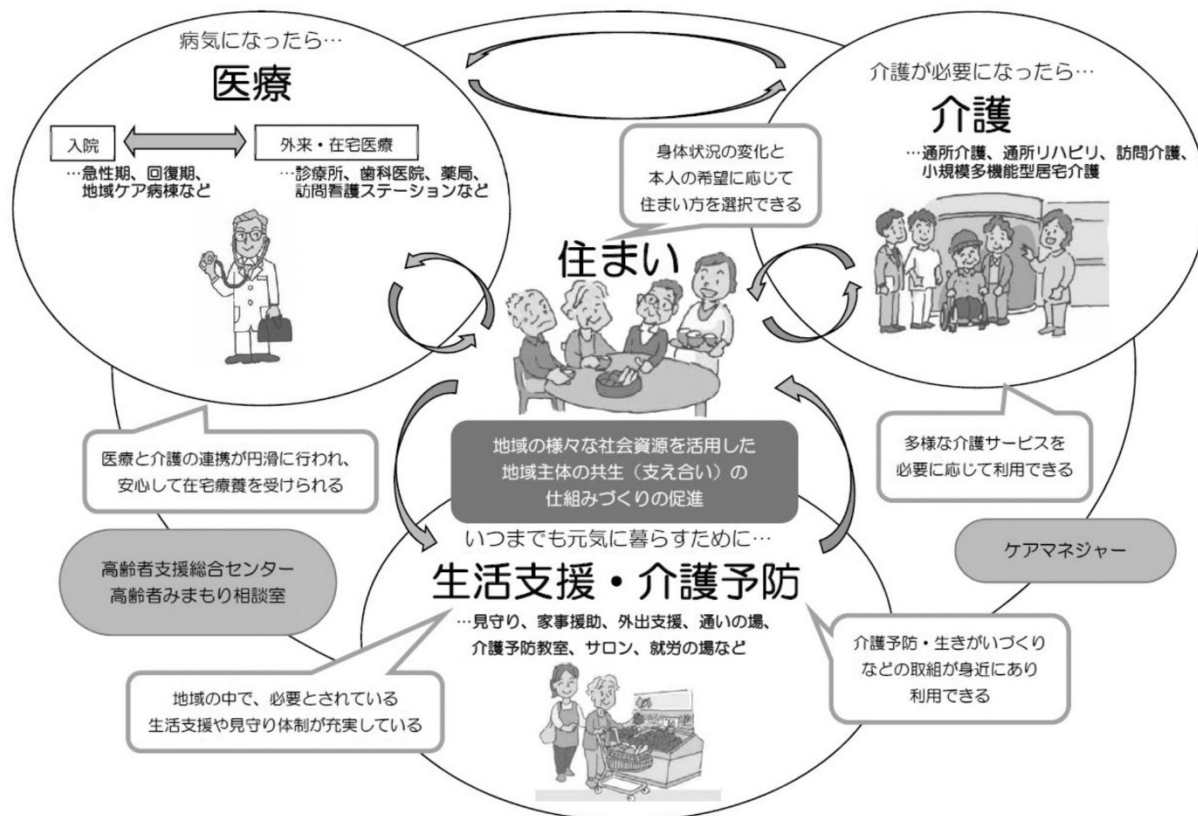 病気になったら…
医療
入院
外来・在宅医療
…急性期、回復期、
地域ケア病棟など
…診療所、歯科医院、薬局、
訪問看護ステーションなど
介護が必要になったら…
介護
…通所介護、通所リハビリ、訪問介護、
小規模多機能型居宅介護
身体状況の変化と
本人の希望に応じて
住まい方を選択できる
住まい
医療と介護の連携が円滑に行われ、
安心して在宅療養を受けられる
地域の様々な社会資源を活用した
地域主体の共生（支え合い）の
仕組みづくりの促進
多様な介護サービスを
必要に応じて利用できる
高齢者支援総合センター
高齢者みまもり相談室
ケアマネジャー
いつまでも元気に暮らすために…
生活支援・介護予防
…見守り、家事援助、外出支援、通いの場、
介護予防教室、サロン、就労の場など
地域の中で、必要とされている
生活支援や見守り体制が充実している
介護予防・生きがいづくり
などの取組が身近にあり
利用できる